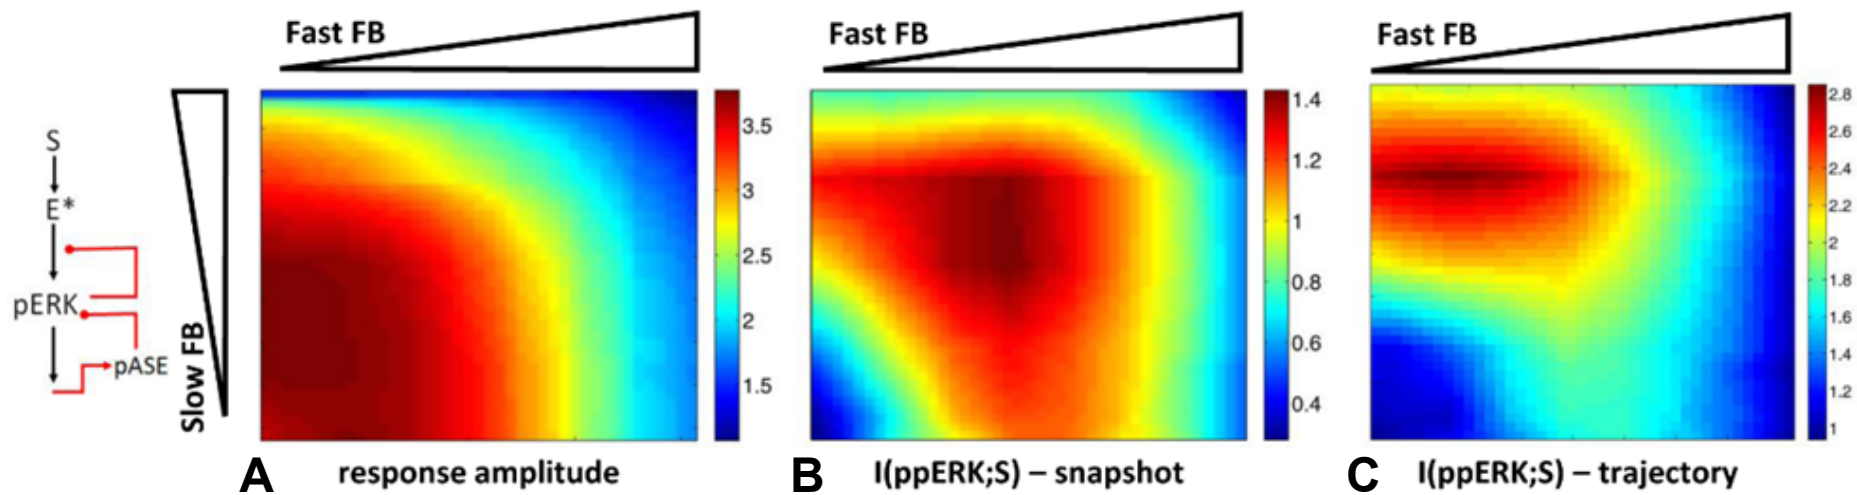 Fast FB
Fast FB
Fast FB
S
E*
pERK
pASE
Slow FB
3.5
3
2.5
2
1.5
1.4
1.2
1
0.8
0.6
0.4
2.8
2.6
2.4
2.2
2
1.8
1.6
1.4
1.2
1
A response amplitude
B I(ppERK;S) – snapshot
C I(ppERK;S) – trajectory